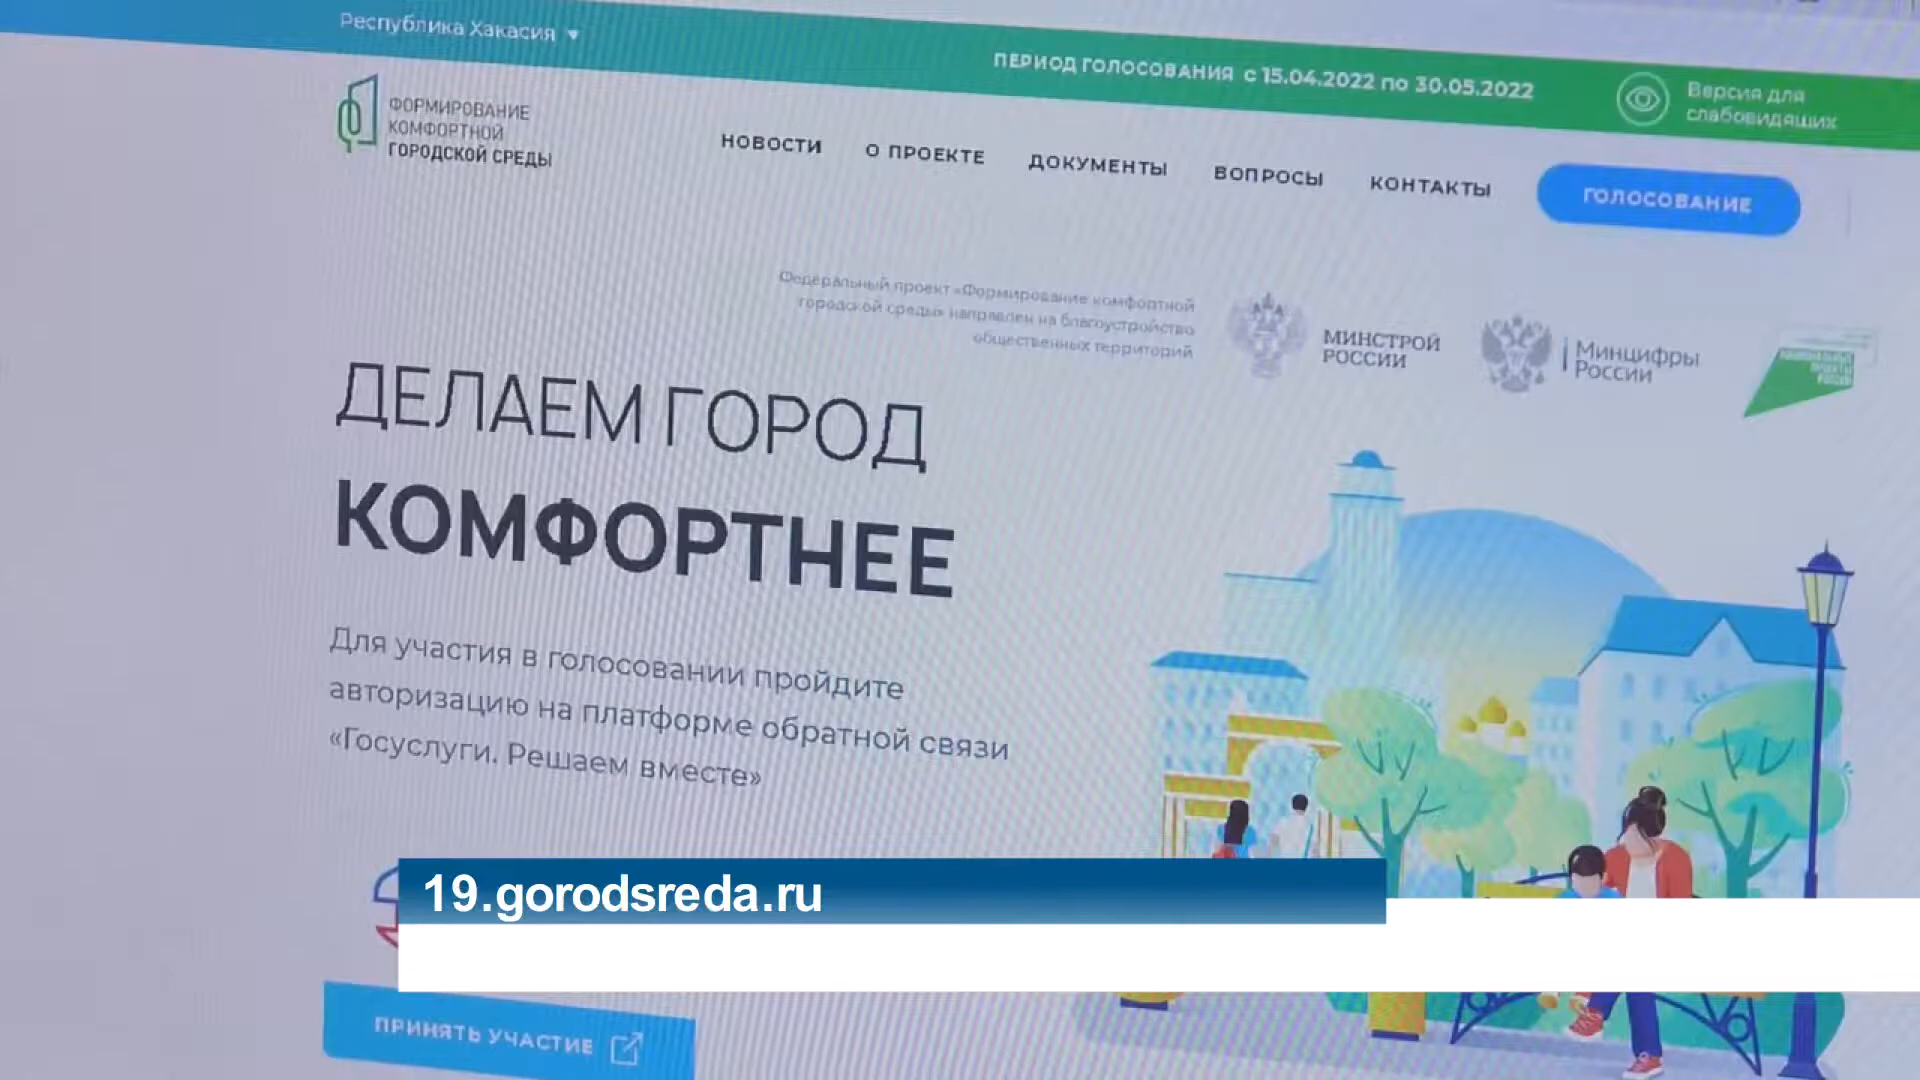 Республика Хакасия
ПЕРИОД ГОЛОСОВАНИЯ с 15.04.2022 по 30.05.2022
Версия для
слабовидящих
ФОРМИРОВАНИЕ
КОМФОРТНОЙ
ГОРОДСКОЙ СРЕДЫ
НОВОСТИ
О ПРОЕКТЕ
ДОКУМЕНТЫ
ВОПРОСЫ
КОНТАКТЫ
ГОЛОСОВАНИЕ
Федеральный проект «Формирование комфортной
городской среды» направлен на благоустройство
общественных территорий
МИНСТРОЙ
РОССИИ
Минцифры
России
НАЦИОНАЛЬНЫЕ
ПРОЕКТЫ
РОССИИ
ДЕЛАЕМ ГОРОД
КОМФОРТНЕЕ
Для участия в голосовании пройдите
авторизацию на платформе обратной связи
«Госуслуги. Решаем вместе»
19.gorodsreda.ru
ПРИНЯТЬ УЧАСТИЕ